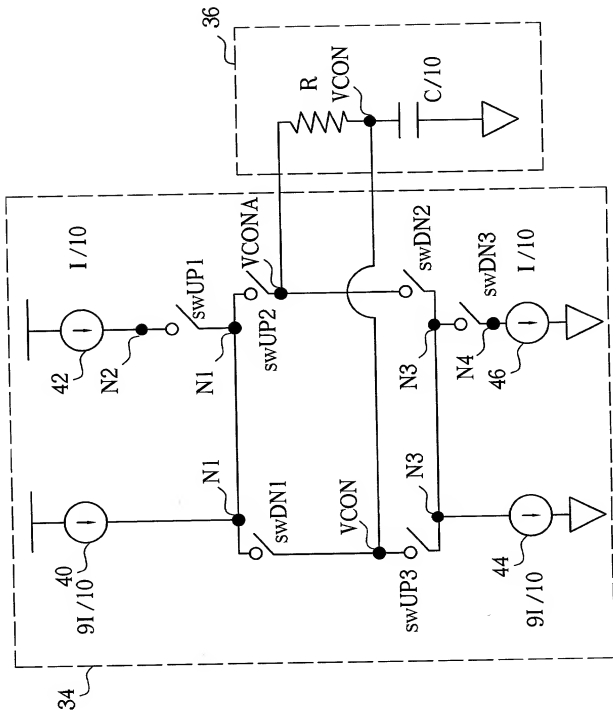 34
36
40
9I/10
42
I/10
N2
swUP1
N1
N1
swDN1
swUP2
VCONA
R
VCON
C/10
VCON
swUP3
swDN2
N3
N3
swDN3
N4
44
9I/10
46
I/10